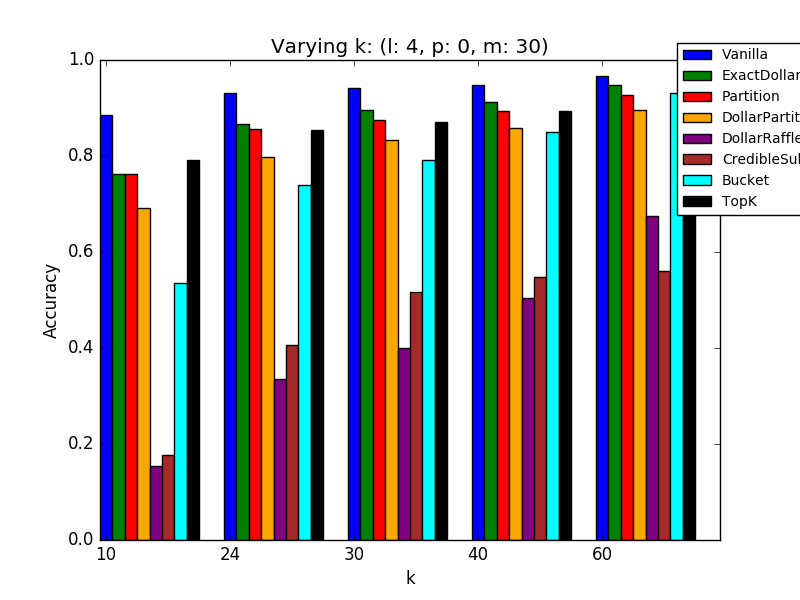 Varying k: (l: 4, p: 0, m: 30)
1.0
0.8
0.6
0.4
0.2
0.0
Accuracy
10 24 30 40 60
k
Vanilla
ExactDollar
Partition
DollarPartit
DollarRaffle
CredibleSu
Bucket
TopK